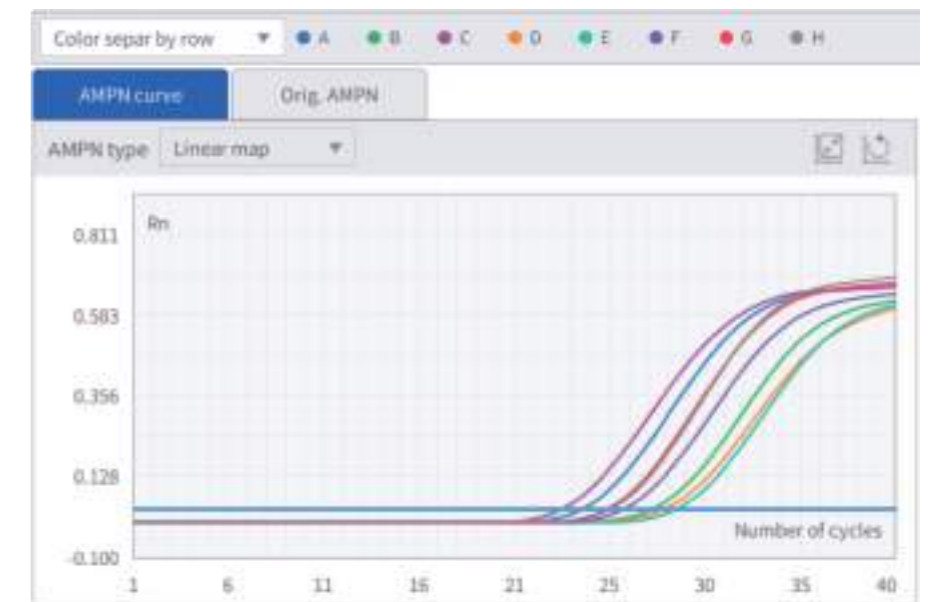 Color separ by row A B C D E F G H
AMPN curve Orig. AMPN
AMPN type Linear map
Rn
0.811
0.583
0.356
0.128
-0.100
Number of cycles
1 6 11 16 21 25 30 35 40